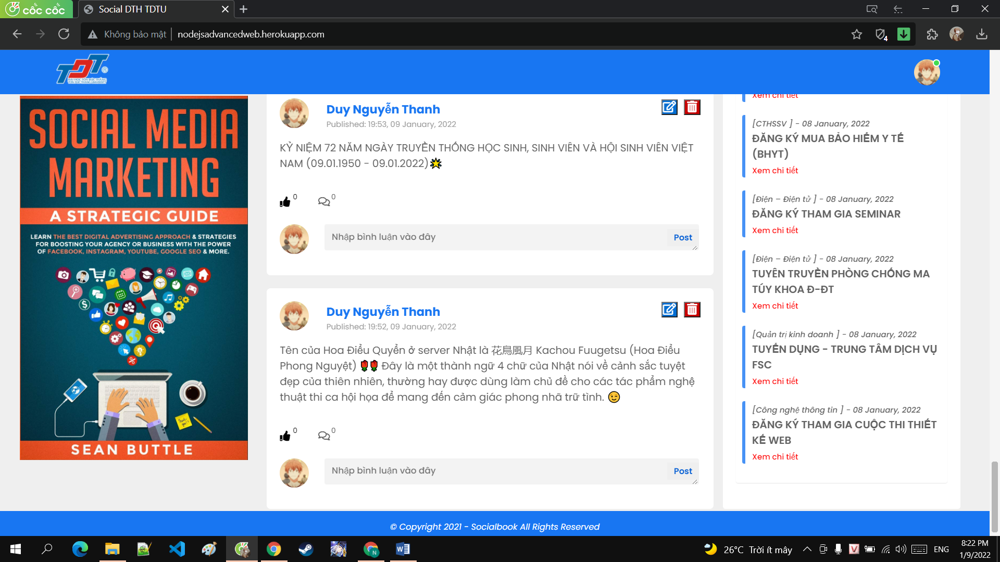 cốc cốc
Social DTH TDTU
Không bảo mật
nodejsadvancedweb.herokuapp.com
4
TDT®
ĐẠI HỌC TÔN ĐỨC THẮNG
TON DUC THANG UNIVERSITY
SOCIAL MEDIA
MARKETING
A STRATEGIC GUIDE
LEARN THE BEST DIGITAL ADVERTISING APPROACH & STRATEGIES
FOR BOOSTING YOUR AGENCY OR BUSINESS WITH THE POWER
OF FACEBOOK, INSTAGRAM, YOUTUBE, GOOGLE SEO & MORE.
SEAN BUTTLE
Duy Nguyễn Thanh
Published: 19:53, 09 January, 2022
KỶ NIỆM 72 NĂM NGÀY TRUYỀN THỐNG HỌC SINH, SINH VIÊN VÀ HỘI SINH VIÊN VIỆT
NAM (09.01.1950 - 09.01.2022)🌟
0 0
Nhập bình luận vào đây
Post
Duy Nguyễn Thanh
Published: 19:52, 09 January, 2022
Tên của Hoa Điểu Quyển ở server Nhật là 花鳥風月 Kachou Fuugetsu (Hoa Điểu
Phong Nguyệt) 🌹🌹 Đây là một thành ngữ 4 chữ của Nhật nói về cảnh sắc tuyệt
đẹp của thiên nhiên, thường hay được dùng làm chủ đề cho các tác phẩm nghệ
thuật thi ca hội họa để mang đến cảm giác phong nhã trữ tình. 😉
0 0
Nhập bình luận vào đây
Post
Xem chi tiết
[CTHSSV ] - 08 January, 2022
ĐĂNG KÝ MUA BẢO HIỂM Y TẾ
(BHYT)
Xem chi tiết
[Điện – Điện tử ] - 08 January, 2022
ĐĂNG KÝ THAM GIA SEMINAR
Xem chi tiết
[Điện – Điện tử ] - 08 January, 2022
TUYÊN TRUYỀN PHÒNG CHỐNG MA
TÚY KHOA Đ-ĐT
Xem chi tiết
[Quản trị kinh doanh ] - 08 January, 2022
TUYỂN DỤNG - TRUNG TÂM DỊCH VỤ
FSC
Xem chi tiết
[Công nghệ thông tin ] - 08 January, 2022
ĐĂNG KÝ THAM GIA CUỘC THI THIẾT
KẾ WEB
Xem chi tiết
© Copyright 2021 - Socialbook All Rights Reserved
26°C Trời ít mây
ENG
8:22 PM
1/9/2022